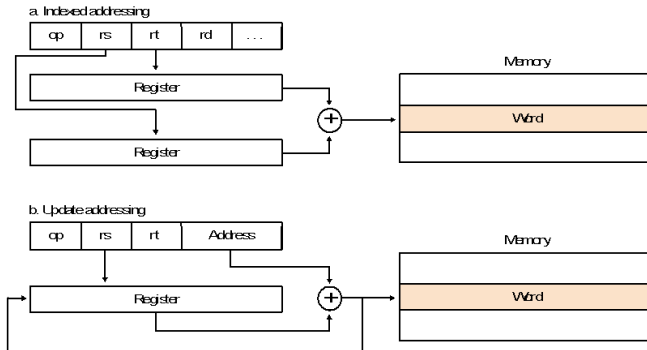 a. Indexed addressing
op rs rt rd ...
Register
Register
+
Memory
Word
b. Update addressing
op rs rt Address
Register
+
Memory
Word